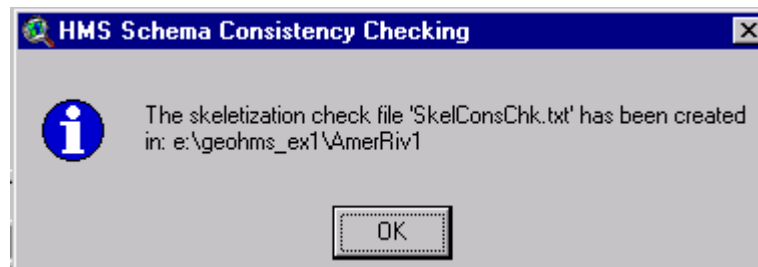 HMS Schema Consistency Checking
The skeletization check file 'SkelConsChk.txt' has been created
in: e:\geohms_ex1\AmerRiv1
OK